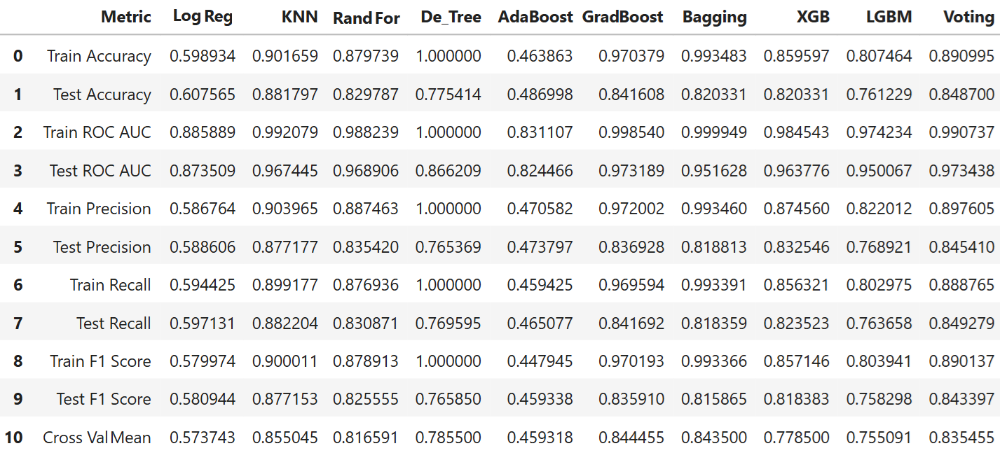 Metric Log Reg KNN Rand For De_Tree AdaBoost GradBoost Bagging XGB LGBM Voting
0 Train Accuracy 0.598934 0.901659 0.879739 1.000000 0.463863 0.970379 0.993483 0.859597 0.807464 0.890995
1 Test Accuracy 0.607565 0.881797 0.829787 0.775414 0.486998 0.841608 0.820331 0.820331 0.761229 0.848700
2 Train ROC AUC 0.885889 0.992079 0.988239 1.000000 0.831107 0.998540 0.999949 0.984543 0.974234 0.990737
3 Test ROC AUC 0.873509 0.967445 0.968906 0.866209 0.824466 0.973189 0.951628 0.963776 0.950067 0.973438
4 Train Precision 0.586764 0.903965 0.887463 1.000000 0.470582 0.972002 0.993460 0.874560 0.822012 0.897605
5 Test Precision 0.588606 0.877177 0.835420 0.765369 0.473797 0.836928 0.818813 0.832546 0.768921 0.845410
6 Train Recall 0.594425 0.899177 0.876936 1.000000 0.459425 0.969594 0.993391 0.856321 0.802975 0.888765
7 Test Recall 0.597131 0.882204 0.830871 0.769595 0.465077 0.841692 0.818359 0.823523 0.763658 0.849279
8 Train F1 Score 0.579974 0.900011 0.878913 1.000000 0.447945 0.970193 0.993366 0.857146 0.803941 0.890137
9 Test F1 Score 0.580944 0.877153 0.825555 0.765850 0.459338 0.835910 0.815865 0.818383 0.758298 0.843397
10 Cross Val Mean 0.573743 0.855045 0.816591 0.785500 0.459318 0.844455 0.843500 0.778500 0.755091 0.835455